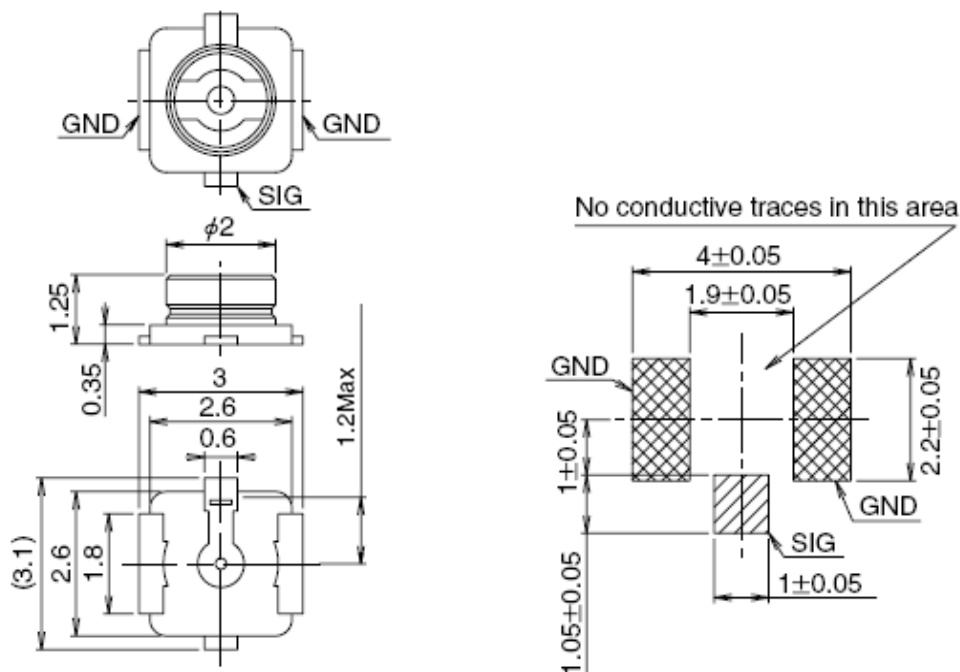 GND
GND
SIG
ϕ2
1.25
0.35
3
2.6
0.6
1.2Max
(3.1)
2.6
1.8
No conductive traces in this area
4±0.05
1.9±0.05
GND
1±0.05
2.2±0.05
GND
SIG
1±0.05
1.05±0.05